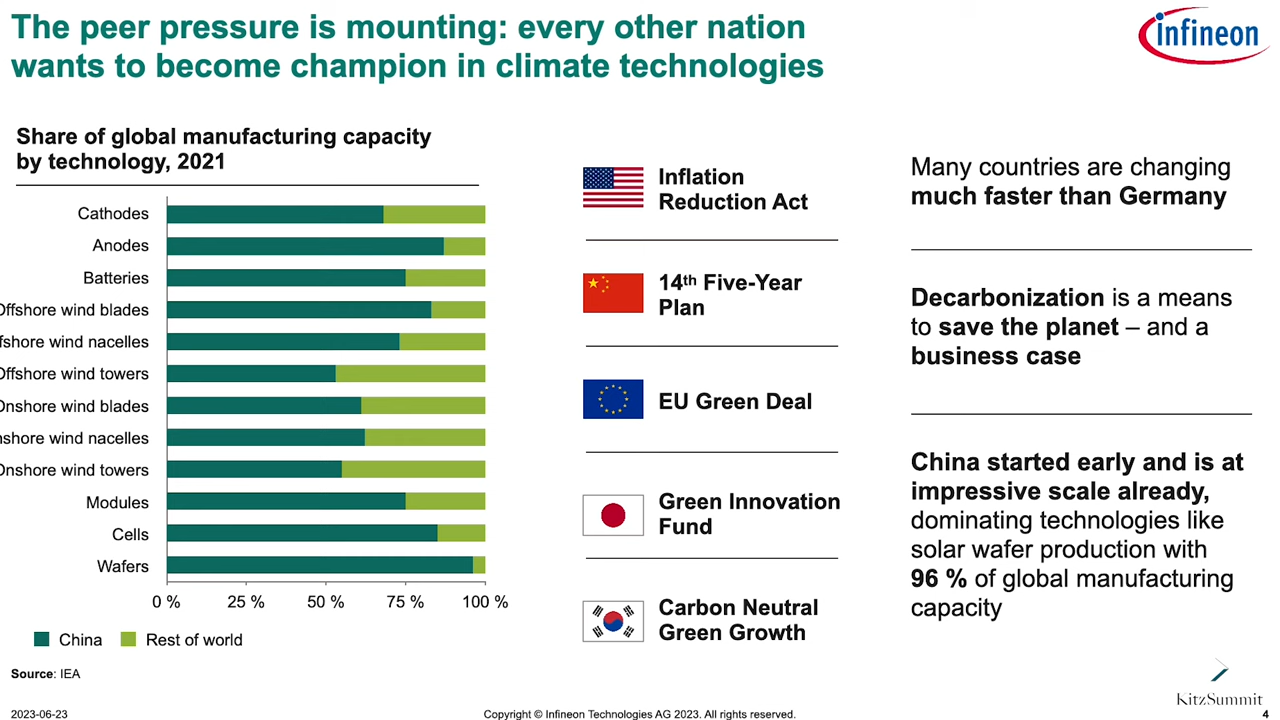 The peer pressure is mounting: every other nation
wants to become champion in climate technologies
infineon
Share of global manufacturing capacity
by technology, 2021
Cathodes
Anodes
Batteries
Offshore wind blades
fshore wind nacelles
Offshore wind towers
Onshore wind blades
nshore wind nacelles
Onshore wind towers
Modules
Cells
Wafers
0 % 25 % 50 % 75 % 100 %
China Rest of world
Source: IEA
Inflation
Reduction Act
14th Five-Year
Plan
EU Green Deal
Green Innovation
Fund
Carbon Neutral
Green Growth
Many countries are changing
much faster than Germany
Decarbonization is a means
to save the planet – and a
business case
China started early and is at
impressive scale already,
dominating technologies like
solar wafer production with
96 % of global manufacturing
capacity
KitzSummit
2023-06-23
Copyright © Infineon Technologies AG 2023. All rights reserved.
4